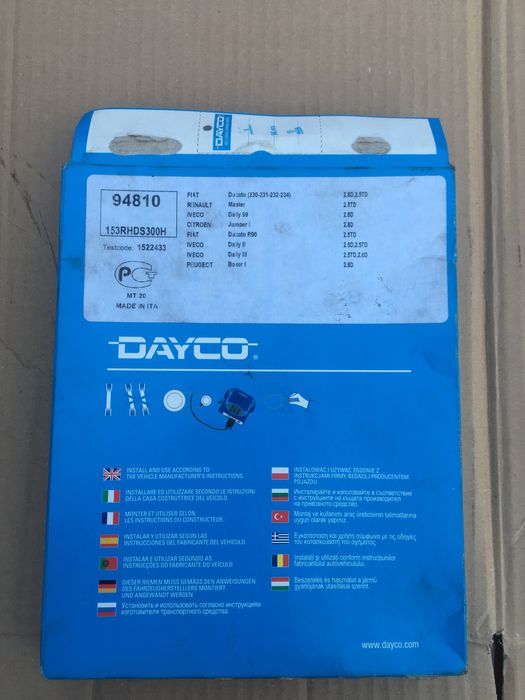 DAYCO
94810
153RHDS300H
Testcode: 1522433
MT 20
MADE IN ITA
FIAT Ducato (230-231-232-234) 2.8D,2.5TD
RENAULT Master 2.5TD
IVECO Daily 99 2.8D
CITROEN Jumper I 2.8D
FIAT Ducato R90 2.5TD
IVECO Daily II 2.5D,2.5TD
IVECO Daily III 2.5TD,2.8D
PEUGEOT Boxer I 2.8D
DAYCO®
INSTALL AND USE ACCORDING TO
THE VEHICLE MANUFACTURER'S INSTRUCTIONS.
INSTALLARE ED UTILIZZARE SECONDO LE ISTRUZIONI
DELLA CASA COSTRUTTRICE DEL VEICOLO.
MONTER ET UTILISER SELON
LES INSTRUCTIONS DU CONSTRUCTEUR.
INSTALAR Y UTILIZAR SEGUN LAS
INSTRUCCIONES DEL FABRICANTE DEL VEHICULO.
INSTALAR E UTILIZAR SEGUNDO AS
INSTRUCÇÕES DO FABRICANTE DO VEICULO.
DIESER RIEMEN MUSS GEMÄSS DEN ANWEISUNGEN
DES FAHRZEUGHERSTELLERS MONTIERT
UND ANGEWANDT WERDEN.
Установить и использовать согласно инструкциям
изготовителя транспортного средства.
INSTALOWAC I UZYWAC ZGODNIE Z
INSTRUKCJAMI FIRMY, BEDACEJ PRODUCENTEM
POJAZDU.
Инсталирайте и използвайте в съответствие
с инструкциите на къщата производител
на превозното средство.
Montaj ve kullanımı araç üreticisinin talimatlarına
uygun olarak yapınız.
Εγκατάσταση και χρήση σύμφωνα με τις οδηγίες
του κατασκευαστή του οχήματος.
Instalati şi utilizati conform instrucţiunilor
fabricantului autovehiculului.
Beszerelés és használat a jármű
gyártójának utasításai szerint.
www.dayco.com